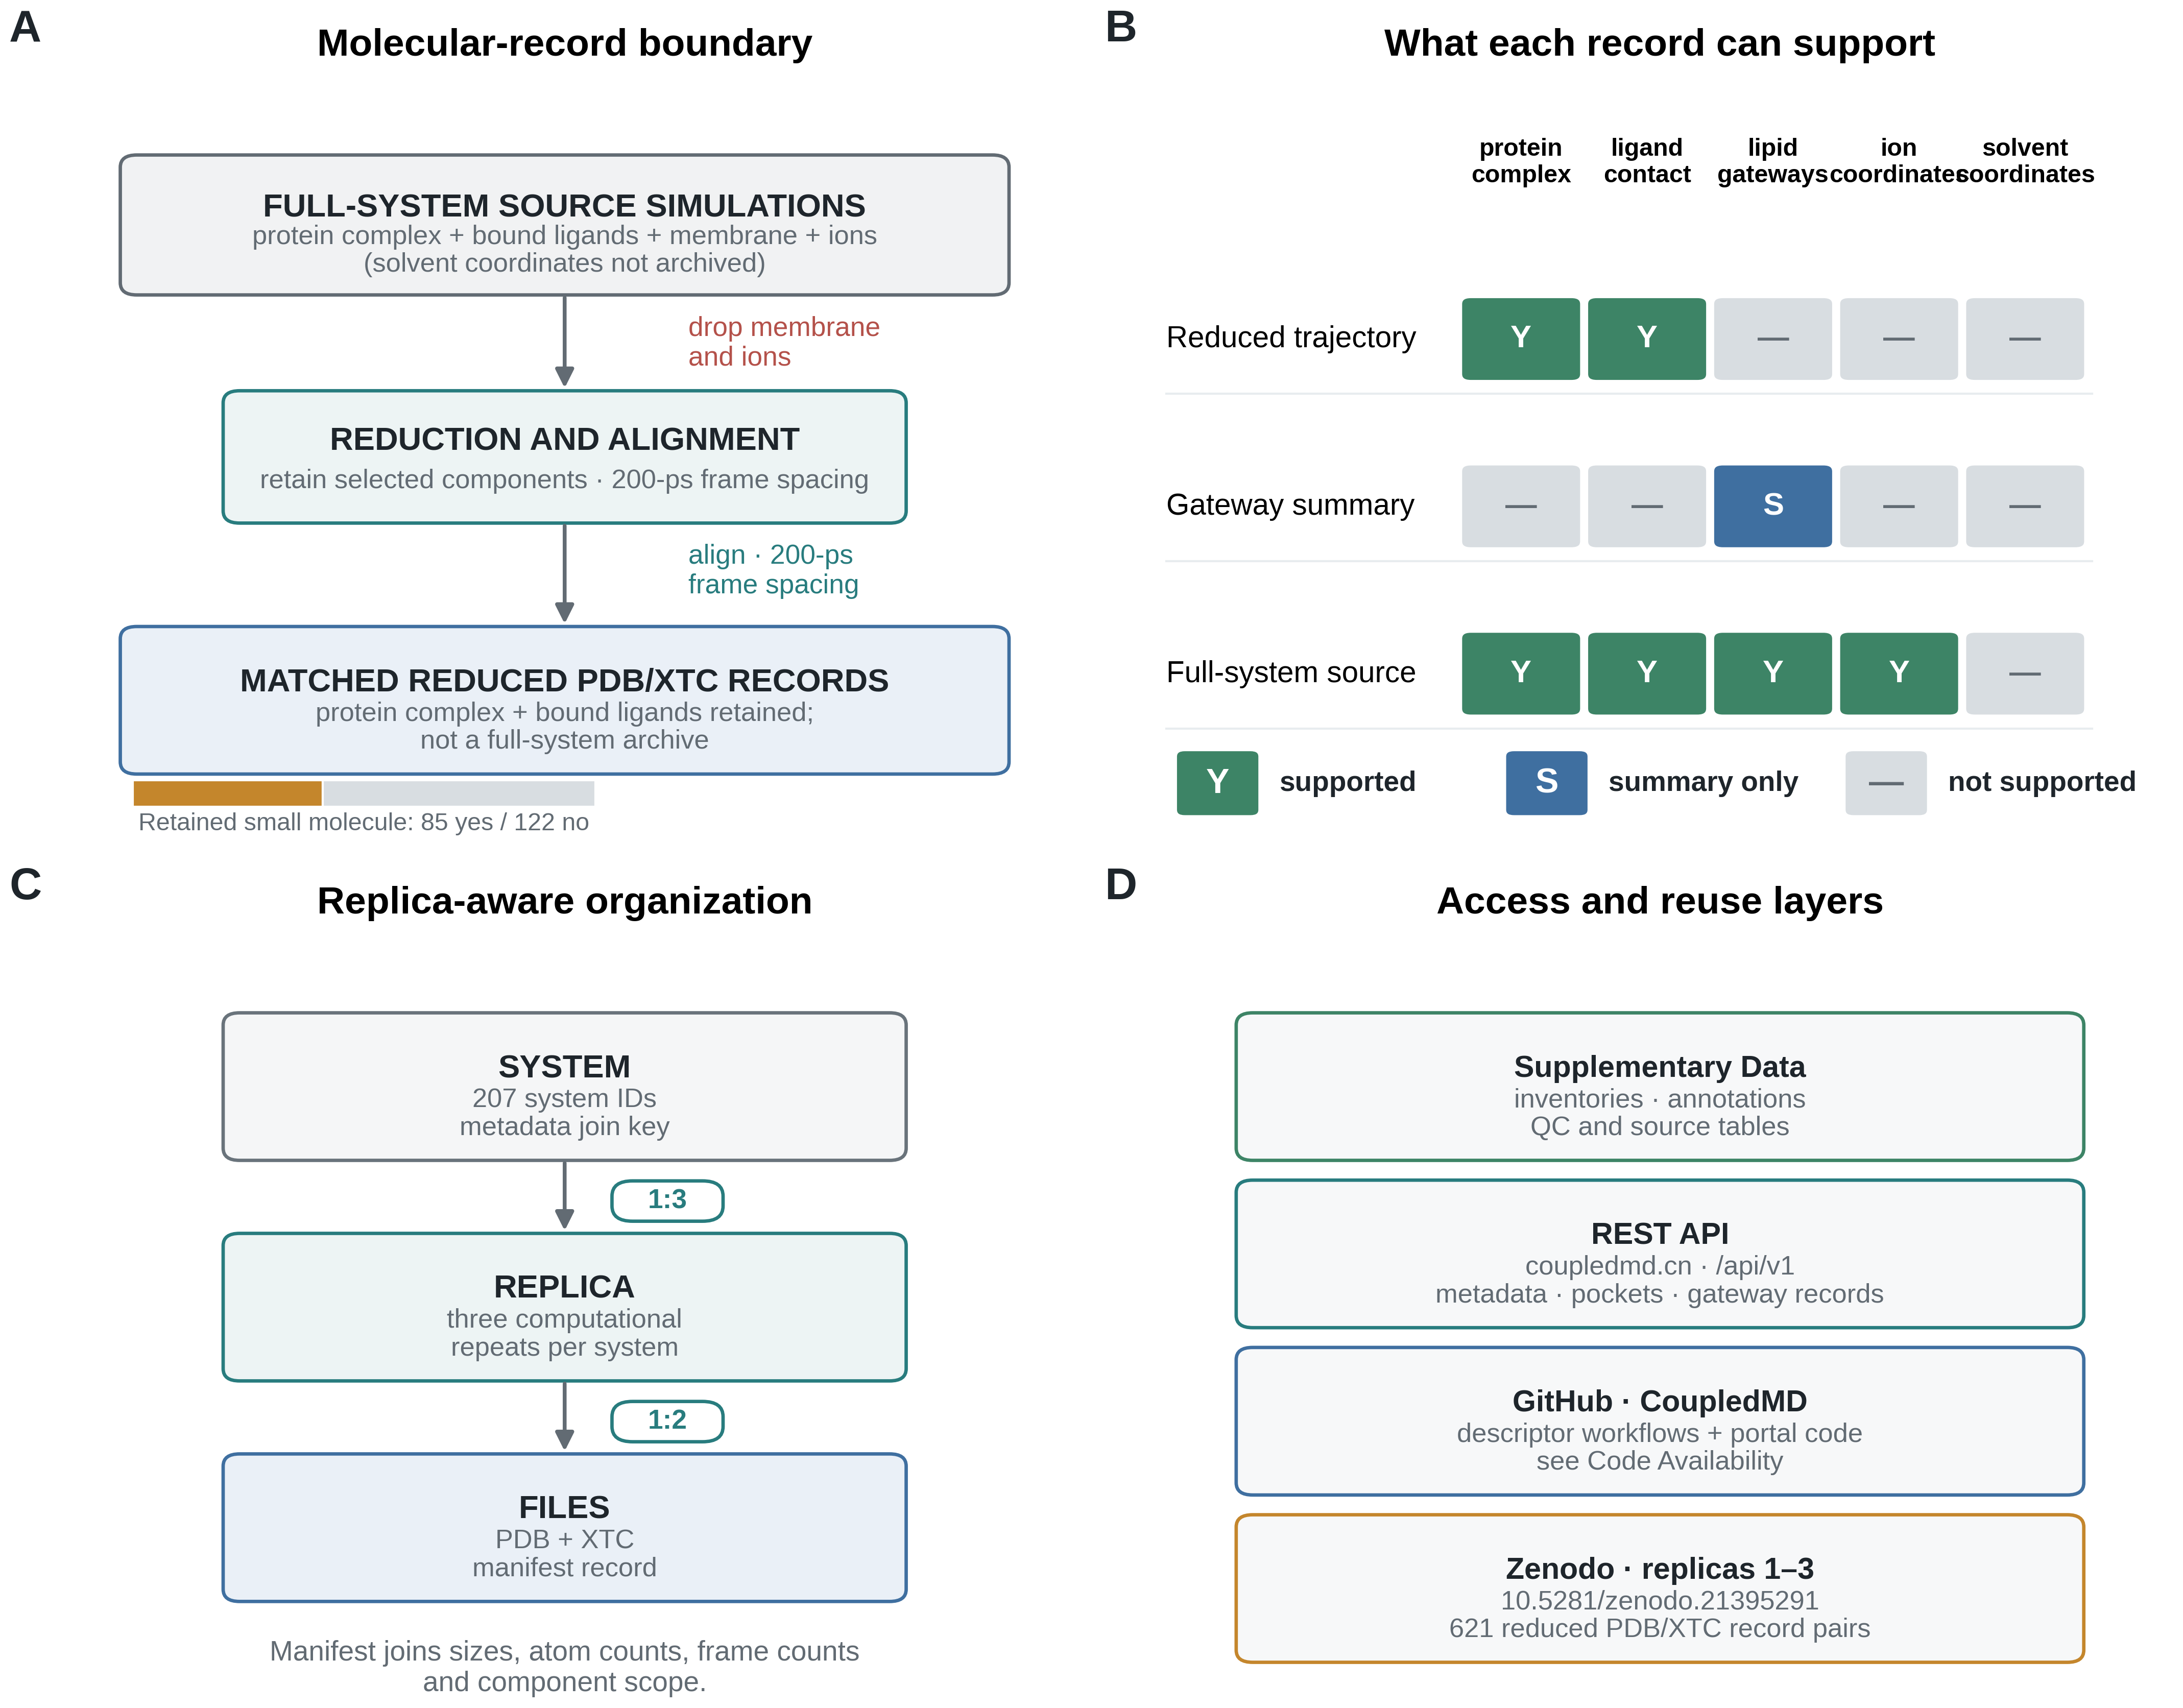 A
Molecular-record boundary
FULL-SYSTEM SOURCE SIMULATIONS
protein complex + bound ligands + membrane + ions
(solvent coordinates not archived)
drop membrane
and ions
REDUCTION AND ALIGNMENT
retain selected components · 200-ps frame spacing
align · 200-ps
frame spacing
MATCHED REDUCED PDB/XTC RECORDS
protein complex + bound ligands retained;
not a full-system archive
Retained small molecule: 85 yes / 122 no
B
What each record can support
protein
complex
ligand
contact
lipid
gateways
ion
coordinates
solvent
coordinates
Reduced trajectory Y Y — — —
Gateway summary — — S — —
Full-system source Y Y Y Y —
Y supported S summary only — not supported
C
Replica-aware organization
SYSTEM
207 system IDs
metadata join key
1:3
REPLICA
three computational
repeats per system
1:2
FILES
PDB + XTC
manifest record
Manifest joins sizes, atom counts, frame counts
and component scope.
D
Access and reuse layers
Supplementary Data
inventories · annotations
QC and source tables
REST API
coupledmd.cn · /api/v1
metadata · pockets · gateway records
GitHub · CoupledMD
descriptor workflows + portal code
see Code Availability
Zenodo · replicas 1–3
10.5281/zenodo.21395291
621 reduced PDB/XTC record pairs